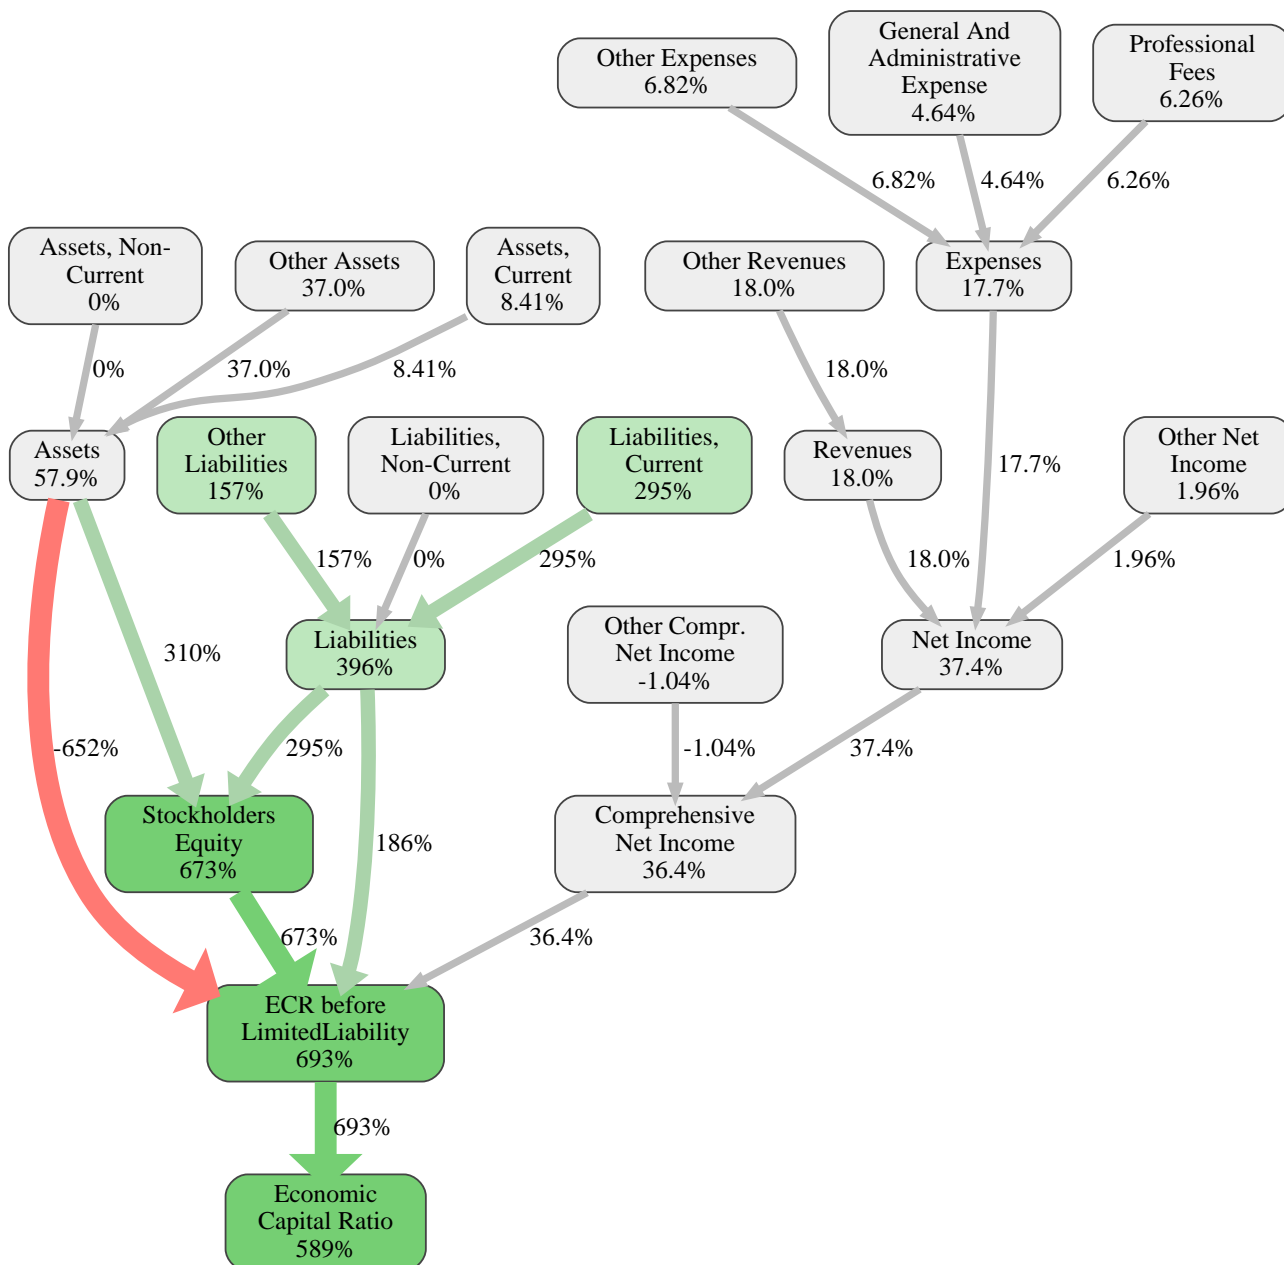 Other Expenses
6.82%
General And
Administrative
Expense
4.64%
Professional
Fees
6.26%
6.82%
4.64%
6.26%
Assets, Non-
Current
0%
Other Assets
37.0%
Assets,
Current
8.41%
Other Revenues
18.0%
Expenses
17.7%
0%
37.0%
8.41%
18.0%
17.7%
Assets
57.9%
Other
Liabilities
157%
Liabilities,
Non-Current
0%
Liabilities,
Current
295%
Revenues
18.0%
Other Net
Income
1.96%
157%
0%
295%
18.0%
1.96%
310%
-652%
Liabilities
396%
Other Compr.
Net Income
-1.04%
Net Income
37.4%
295%
186%
-1.04%
37.4%
Stockholders
Equity
673%
Comprehensive
Net Income
36.4%
673%
36.4%
ECR before
LimitedLiability
693%
693%
Economic
Capital Ratio
589%